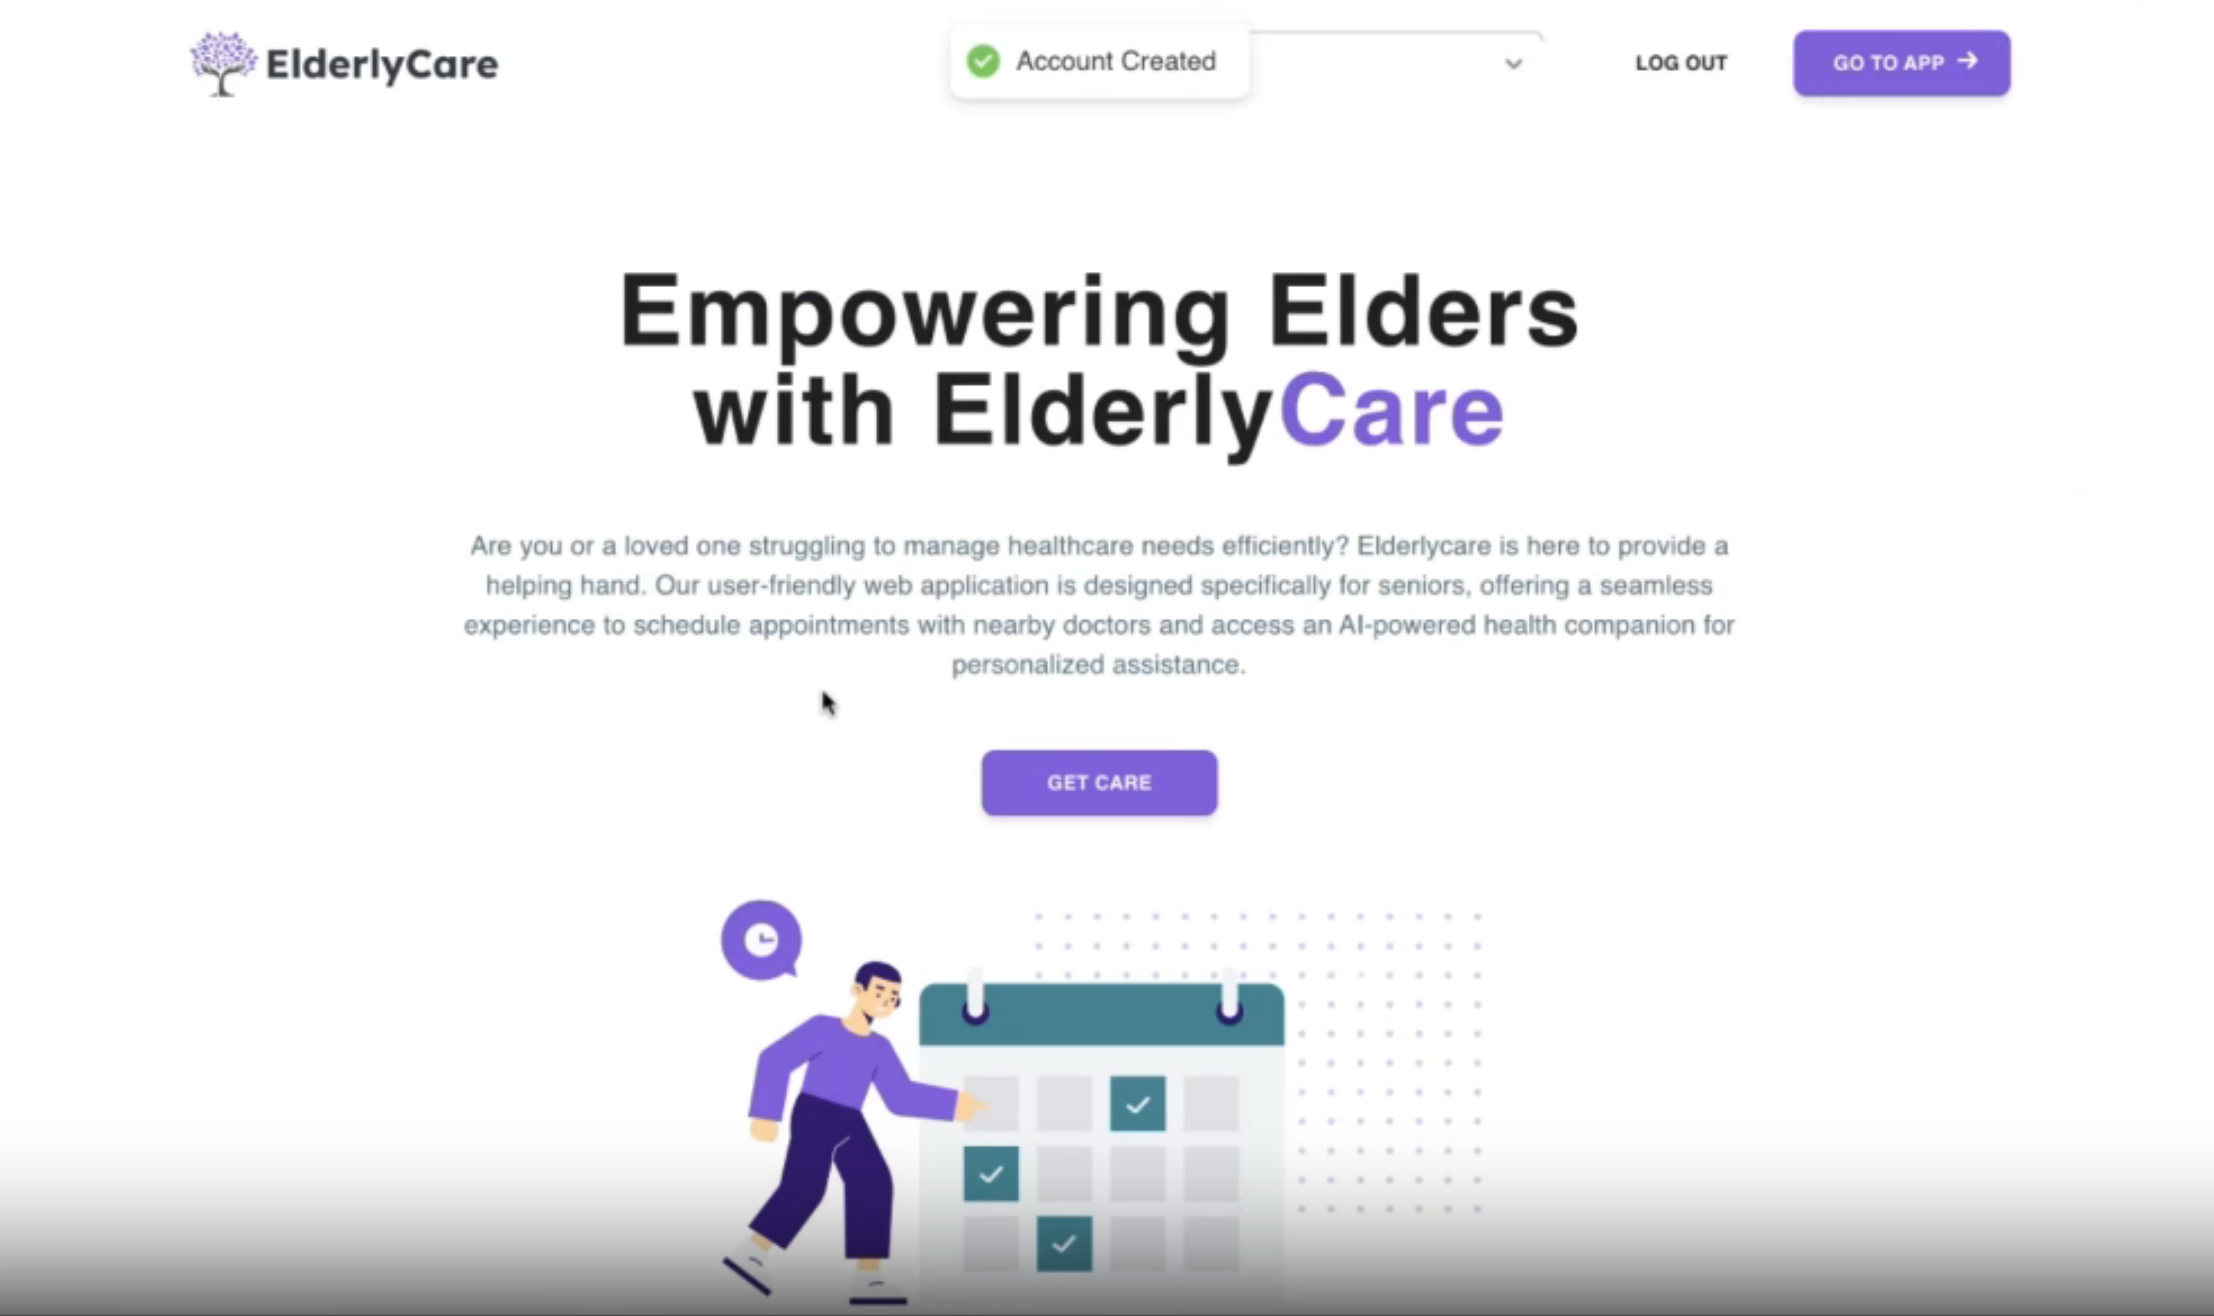 ElderlyCare
Account Created
LOG OUT
GO TO APP →
Empowering Elders
with ElderlyCare
Are you or a loved one struggling to manage healthcare needs efficiently? Elderlycare is here to provide a
helping hand. Our user-friendly web application is designed specifically for seniors, offering a seamless
experience to schedule appointments with nearby doctors and access an AI-powered health companion for
personalized assistance.
GET CARE